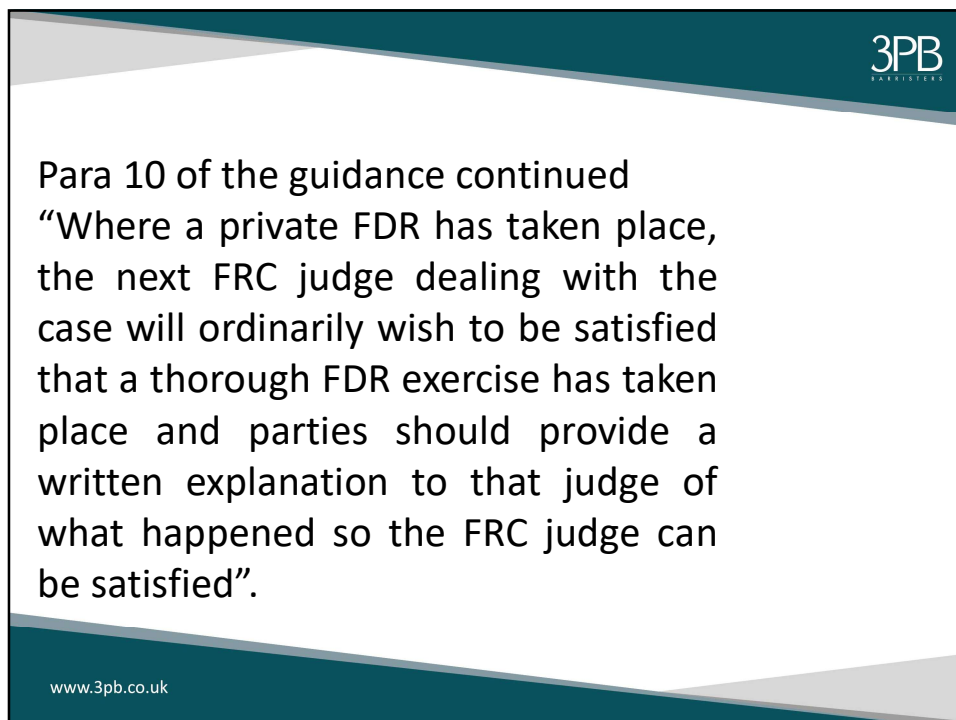 3PB
BARRISTERS
Para 10 of the guidance continued
“Where a private FDR has taken place,
the next FRC judge dealing with the
case will ordinarily wish to be satisfied
that a thorough FDR exercise has taken
place and parties should provide a
written explanation to that judge of
what happened so the FRC judge can
be satisfied”.
www.3pb.co.uk